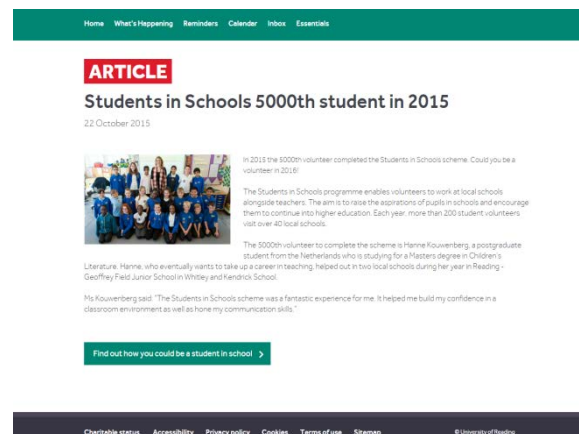 Home What's Happening Reminders Calendar Inbox Essentials
ARTICLE
Students in Schools 5000th student in 2015
22 October 2015
In 2015 the 5000th volunteer completed the Students in Schools scheme. Could you be a
volunteer in 2016!
The Students in Schools programme enables volunteers to work at local schools
alongside teachers. The aim is to raise the aspirations of pupils in schools and encourage
them to continue into higher education. Each year, more than 200 student volunteers
visit over 40 local schools.
The 5000th volunteer to complete the scheme is Hanne Kouwenberg, a postgraduate
student from the Netherlands who is studying for a Masters degree in Children's
Literature. Hanne, who eventually wants to take up a career in teaching, helped out in two local schools during her year in Reading -
Geoffrey Field Junior School in Whitley and Kendrick School.
Ms Kouwenberg said: "The Students in Schools scheme was a fantastic experience for me. It helped me build my confidence in a
classroom environment as well as hone my communication skills."
Find out how you could be a student in school >
Charitable status Accessibility Privacy policy Cookies Terms of use Sitemap © University of Reading